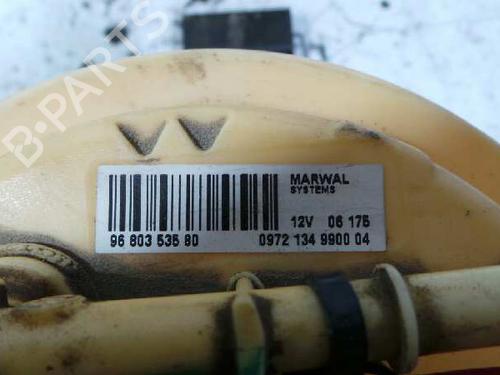 B-PARTS
MARWAL
SYSTEMS
12V 06 175
96 803 535 80 0972 134 9900 04